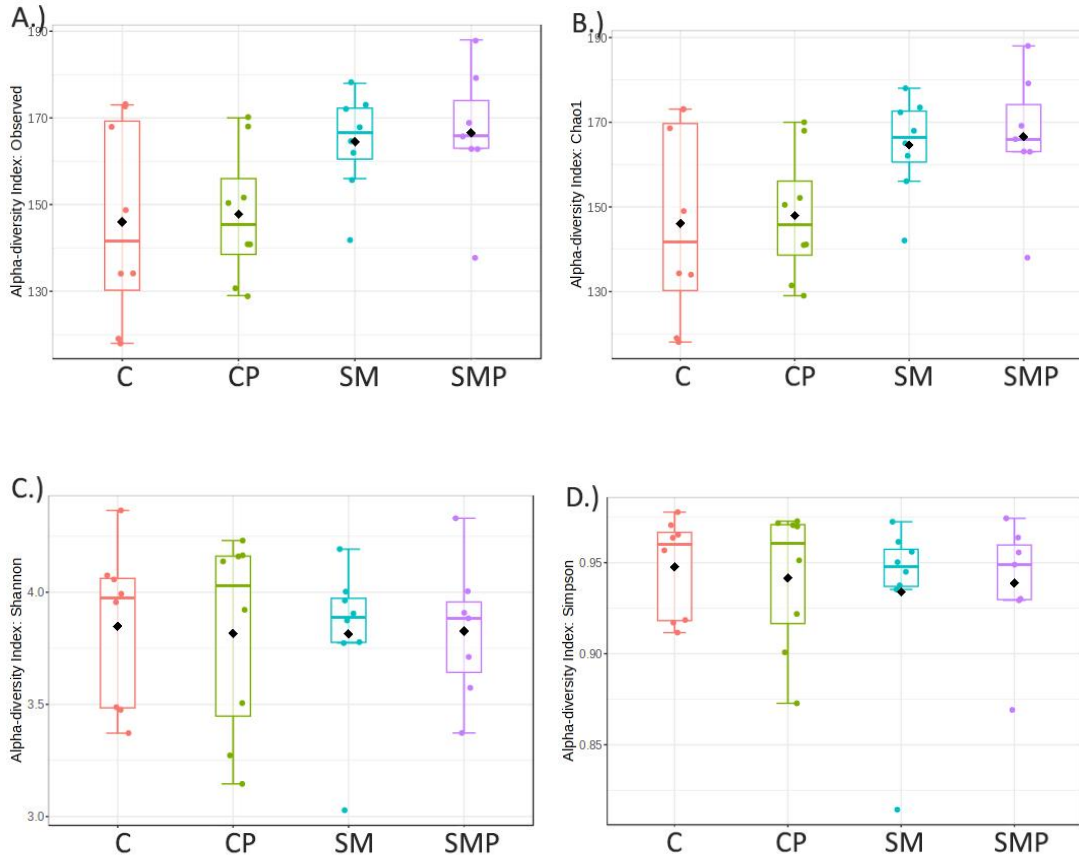 A.)
Alpha-diversity Index: Observed
190
170
150
130
C CP SM SMP
B.)
Alpha-diversity Index: Chao1
190
170
150
130
C CP SM SMP
C.)
Alpha-diversity Index: Shannon
4.0
3.5
3.0
C CP SM SMP
D.)
Alpha-diversity Index: Simpson
0.95
0.90
0.85
C CP SM SMP